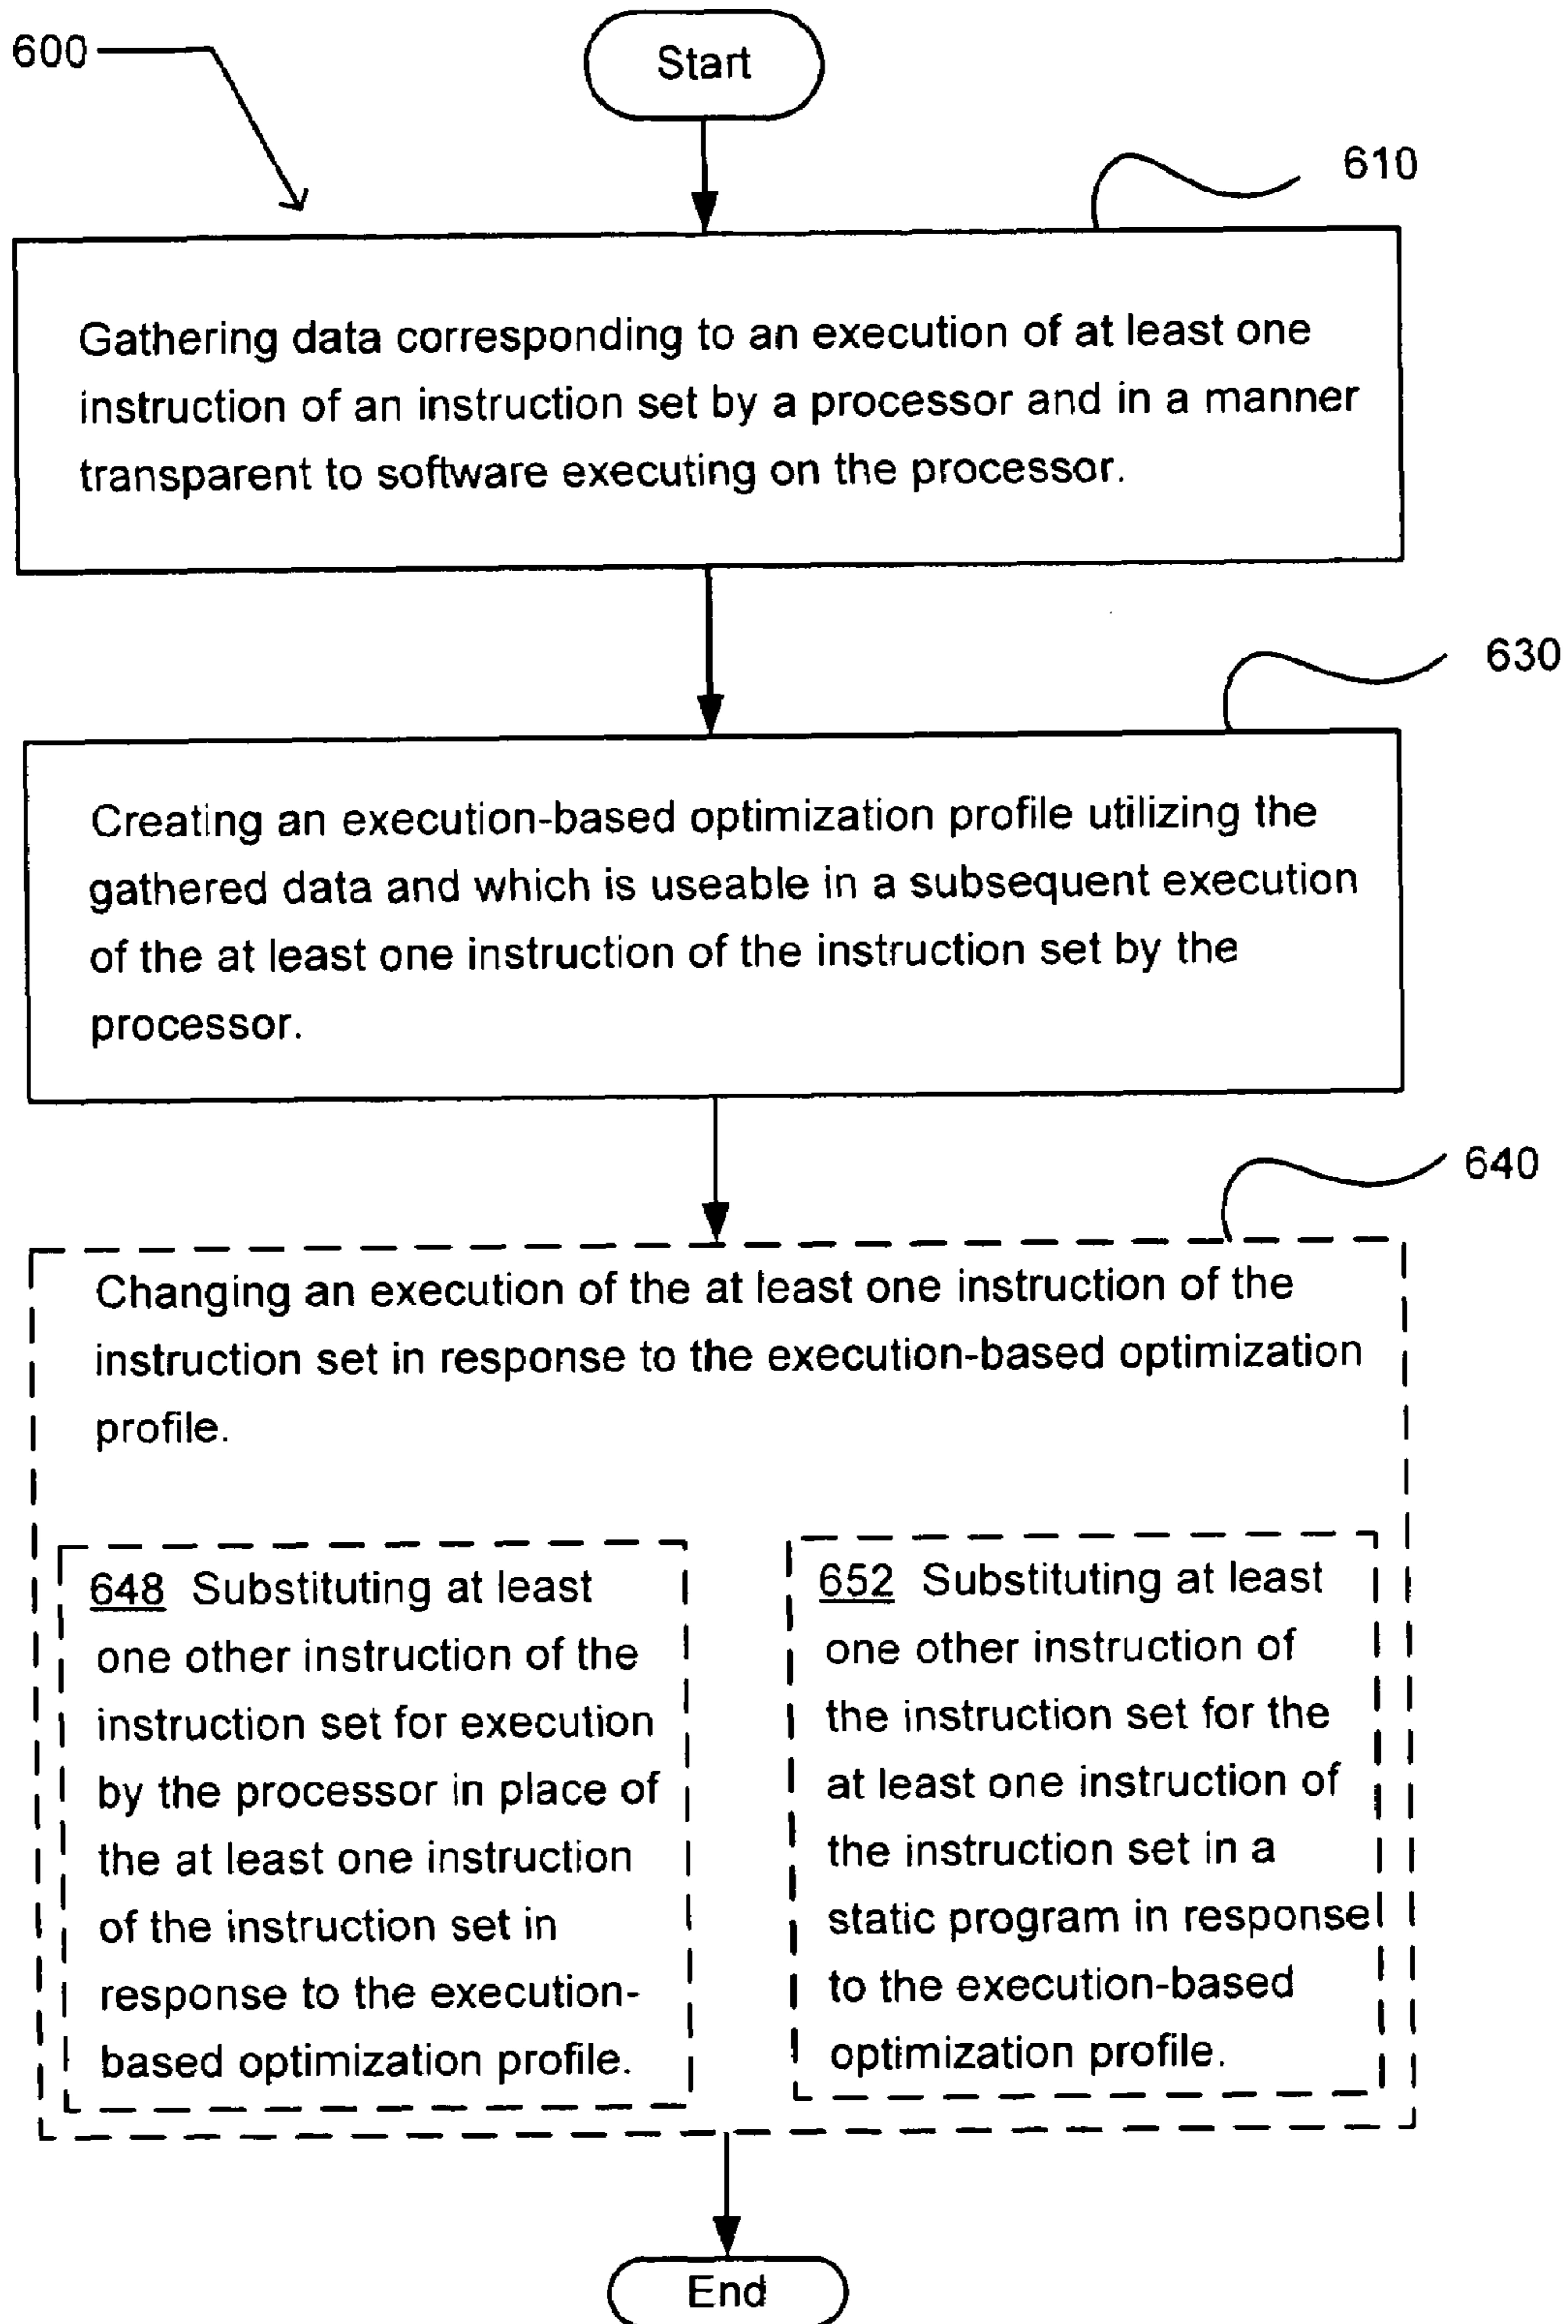 600
Start
610
Gathering data corresponding to an execution of at least one
instruction of an instruction set by a processor and in a manner
transparent to software executing on the processor.
630
Creating an execution-based optimization profile utilizing the
gathered data and which is useable in a subsequent execution
of the at least one instruction of the instruction set by the
processor.
640
Changing an execution of the at least one instruction of the
instruction set in response to the execution-based optimization
profile.
648 Substituting at least
one other instruction of the
instruction set for execution
by the processor in place of
the at least one instruction
of the instruction set in
response to the execution-
based optimization profile.
652 Substituting at least
one other instruction of
the instruction set for the
at least one instruction of
the instruction set in a
static program in response
to the execution-based
optimization profile.
End